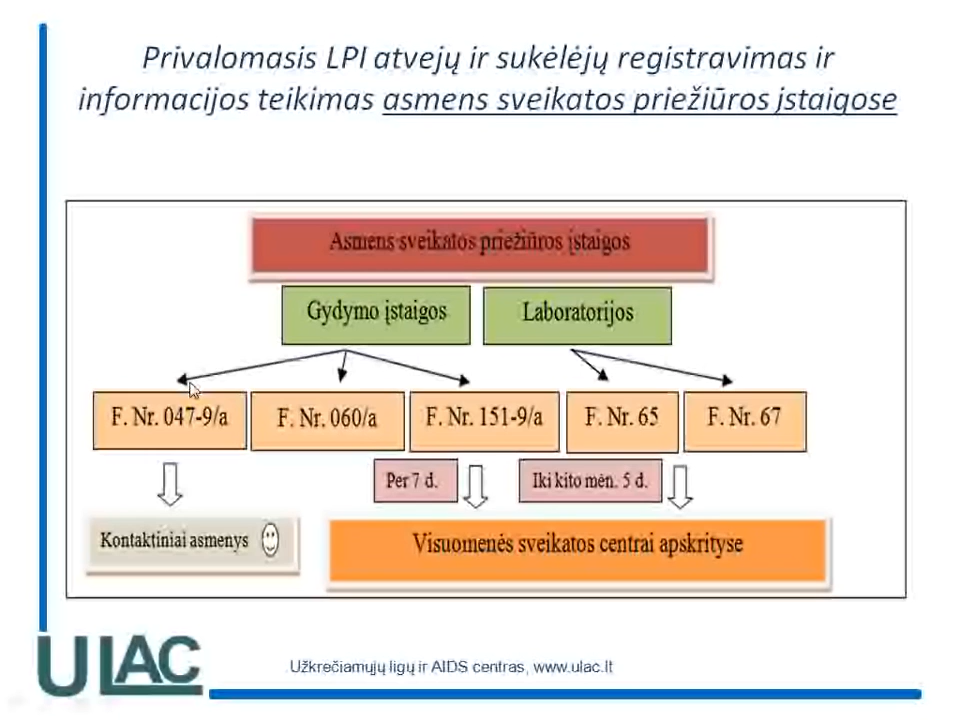 Privalomasis LPI atvejų ir sukėlėjų registravimas ir
informacijos teikimas asmens sveikatos priežiūros įstaigose
Asmens sveikatos priežiūros įstaigos
Gydymo įstaigos
Laboratorijos
F. Nr. 047-9/a
F. Nr. 060/a
F. Nr. 151-9/a
F. Nr. 65
F. Nr. 67
Per 7 d.
Iki kito mėn. 5 d.
Kontaktiniai asmenys
Visuomenės sveikatos centrai apskrityse
ULAC
Užkrečiamųjų ligų ir AIDS centras, www.ulac.lt